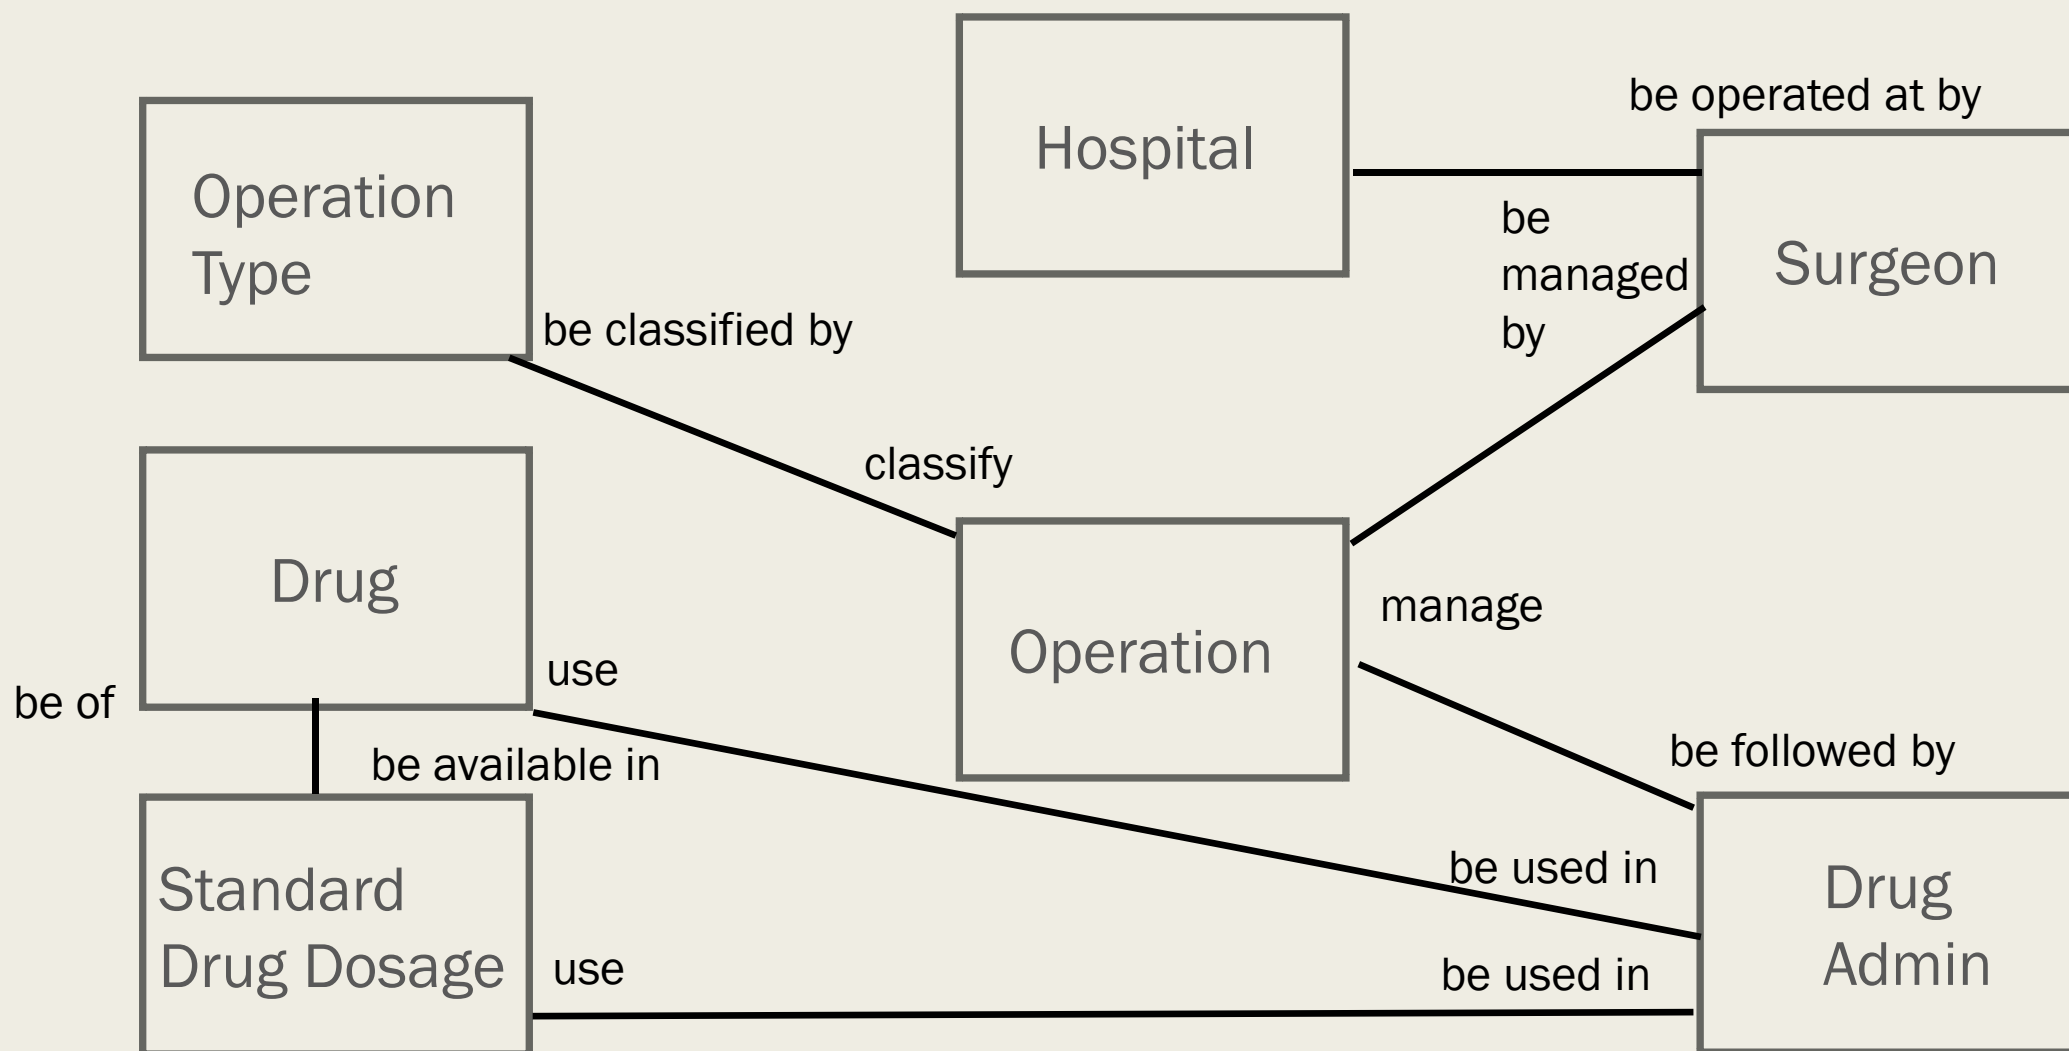 Hospital
be operated at by
Operation
Type
be
managed
by
Surgeon
be classified by
classify
Drug
manage
Operation
use
be of
be available in
be followed by
Standard
Drug Dosage
be used in
Drug
Admin
use
be used in